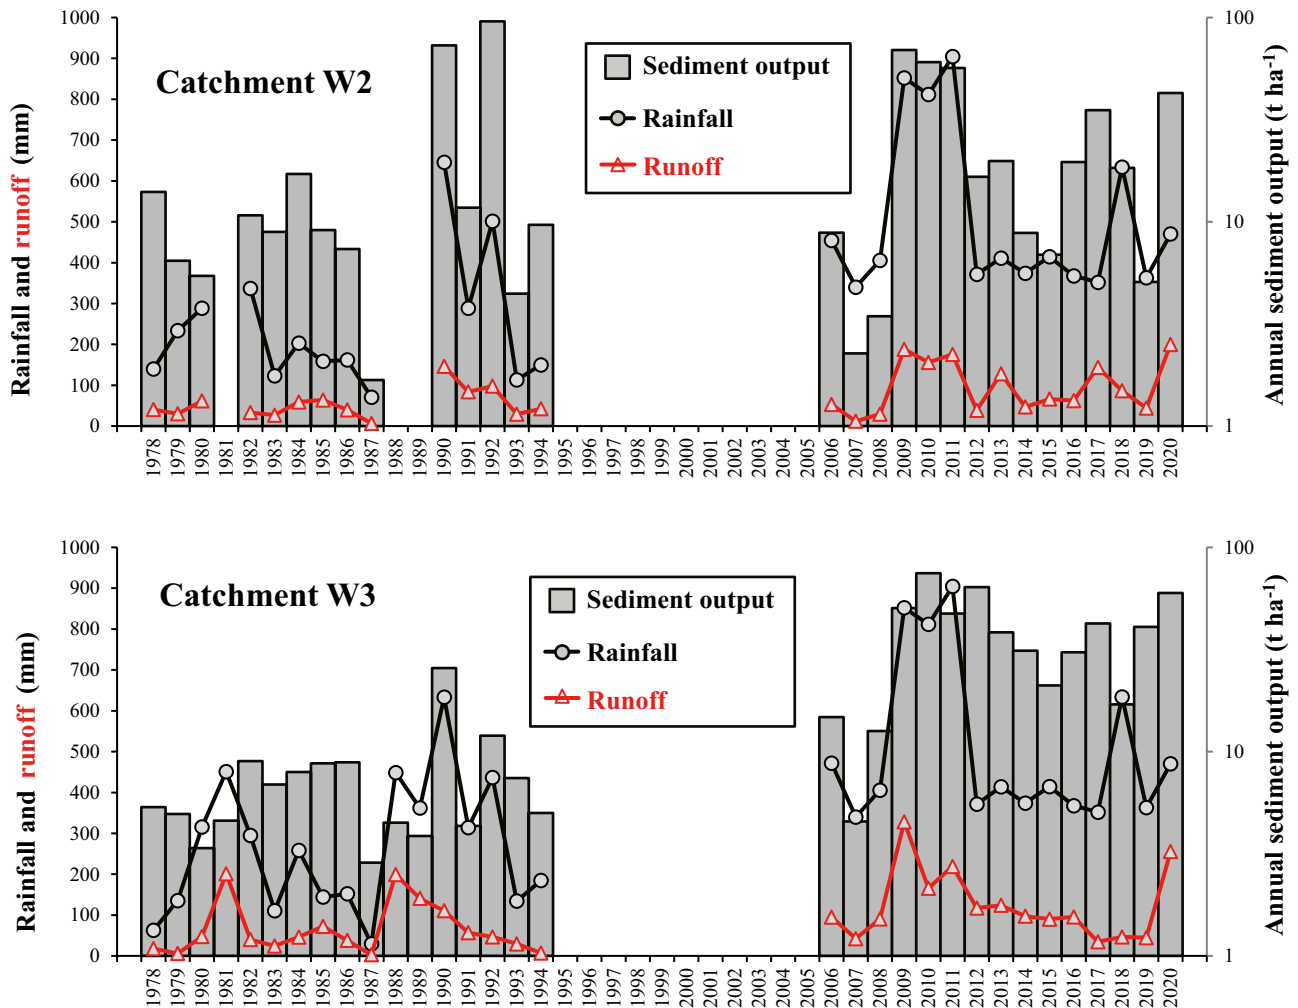 Catchment W2
Sediment output
Rainfall
Runoff
Rainfall and runoff (mm)
1000
900
800
700
600
500
400
300
200
100
0
100
10
1
Annual sediment output (t ha-1)
1978 1979 1980 1981 1982 1983 1984 1985 1986 1987 1988 1989 1990 1991 1992 1993 1994 1995 1996 1997 1998 1999 2000 2001 2002 2003 2004 2005 2006 2007 2008 2009 2010 2011 2012 2013 2014 2015 2016 2017 2018 2019 2020
Catchment W3
Sediment output
Rainfall
Runoff
Rainfall and runoff (mm)
1000
900
800
700
600
500
400
300
200
100
0
100
10
1
Annual sediment output (t ha-1)
1978 1979 1980 1981 1982 1983 1984 1985 1986 1987 1988 1989 1990 1991 1992 1993 1994 1995 1996 1997 1998 1999 2000 2001 2002 2003 2004 2005 2006 2007 2008 2009 2010 2011 2012 2013 2014 2015 2016 2017 2018 2019 2020